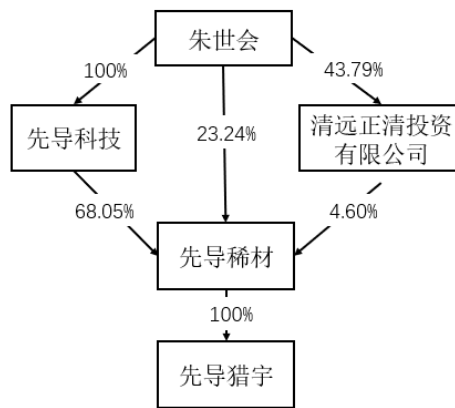 朱世会
100%
43.79%
先导科技
23.24%
清远正清投资
有限公司
68.05%
4.60%
先导稀材
100%
先导猎宇